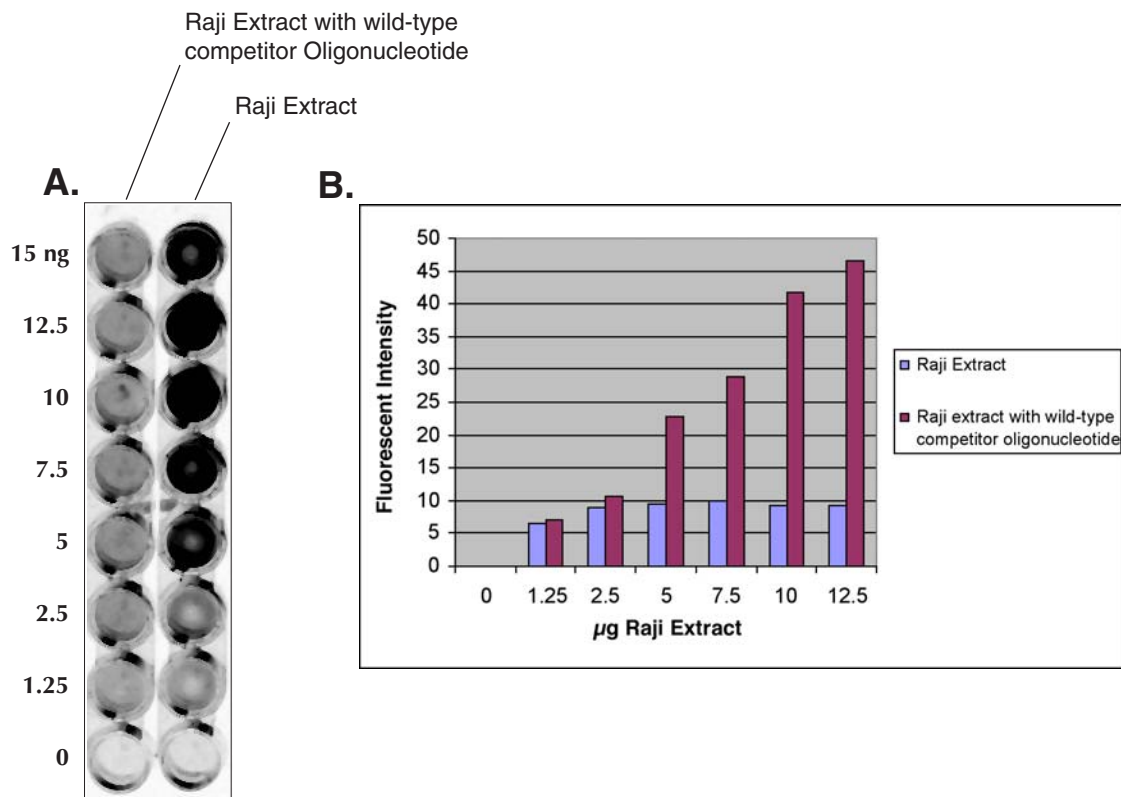 Raji Extract with wild-type
competitor Oligonucleotide
Raji Extract
A.
15 ng
12.5
10
7.5
5
2.5
1.25
0
B.
50
45
40
35
30
25
20
15
10
5
0
Fluorescent Intensity
0 1.25 2.5 5 7.5 10 12.5
µg Raji Extract
Raji Extract
Raji extract with wild-type
competitor oligonucleotide